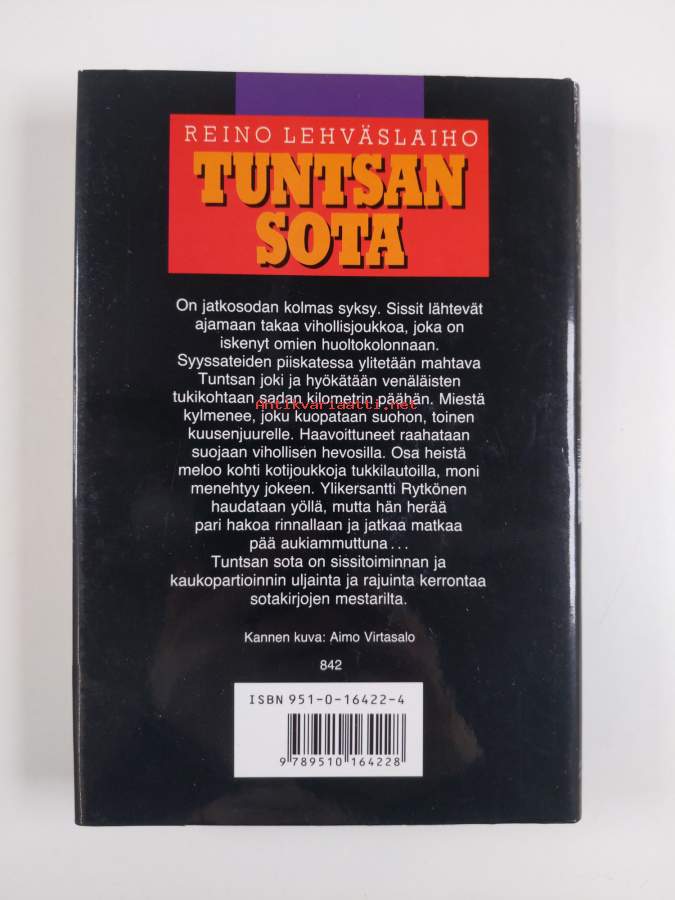 REINO LEHVÄSLAIHO
TUNTSAN
SOTA
On jatkosodan kolmas syksy. Sissit lähtevät
ajamaan takaa vihollisjoukkoa, joka on
iskenyt omien huoltokolonnaan.
Syyssateiden piiskatessa ylitetään mahtava
Tuntsan joki ja hyökätään venäläisten
tukikohtaan sadan kilometrin päähän. Miestä
Antikvariaatti.net
kylmenee, joku kuopataan suohon, toinen
kuusenjuurelle. Haavoittuneet raahataan
suojaan vihollisen hevosilla. Osa heistä
meloo kohti kotijoukkoja tukkilautoilla, moni
menehtyy jokeen. Ylikersantti Rytkönen
haudataan yöllä, mutta hän herää
pari hakoa rinnallaan ja jatkaa matkaa
pää aukiammuttuna...
Tuntsan sota on sissitoiminnan ja
kaukopartioinnin uljainta ja rajuinta kerrontaa
sotakirjojen mestarilta.
Kannen kuva: Aimo Virtasalo
842
ISBN 951-0-16422-4
9 789510 164228